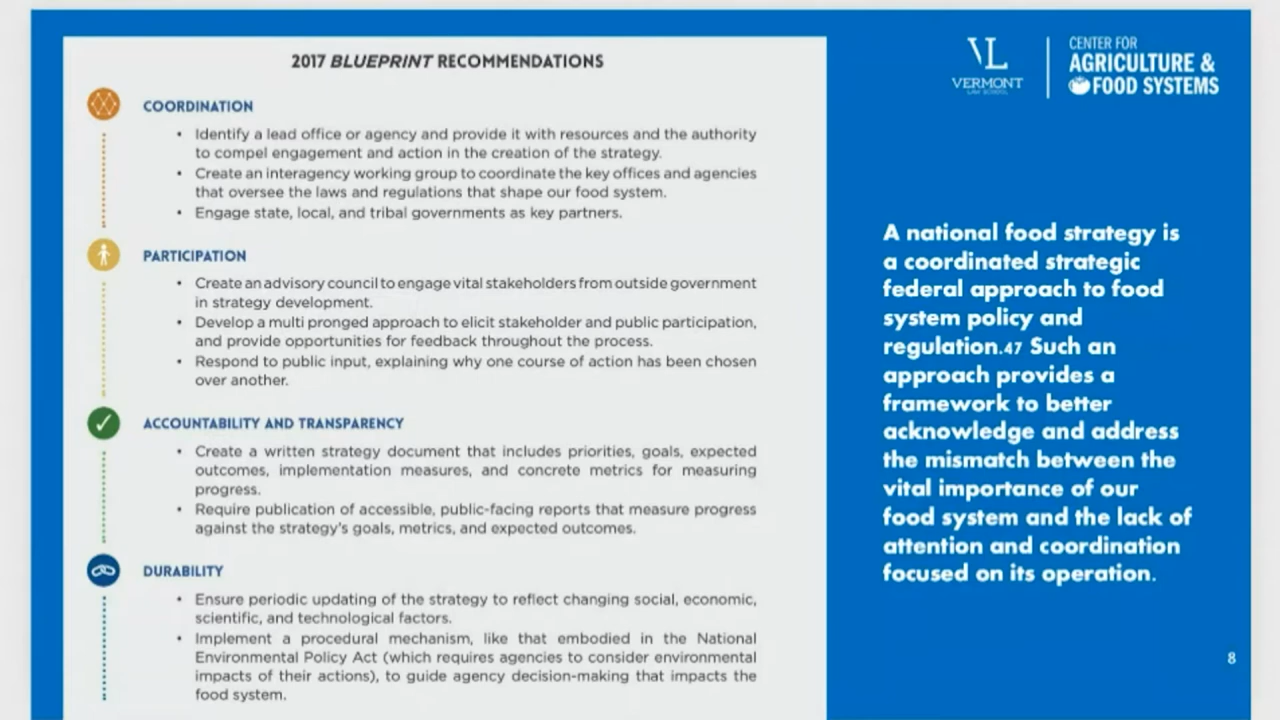 2017 BLUEPRINT RECOMMENDATIONS
COORDINATION
• Identify a lead office or agency and provide it with resources and the authority
to compel engagement and action in the creation of the strategy.
• Create an interagency working group to coordinate the key offices and agencies
that oversee the laws and regulations that shape our food system.
• Engage state, local, and tribal governments as key partners.
PARTICIPATION
• Create an advisory council to engage vital stakeholders from outside government
in strategy development.
• Develop a multi pronged approach to elicit stakeholder and public participation,
and provide opportunities for feedback throughout the process.
• Respond to public input, explaining why one course of action has been chosen
over another.
ACCOUNTABILITY AND TRANSPARENCY
• Create a written strategy document that includes priorities, goals, expected
outcomes, implementation measures, and concrete metrics for measuring
progress.
• Require publication of accessible, public-facing reports that measure progress
against the strategy's goals, metrics, and expected outcomes.
DURABILITY
• Ensure periodic updating of the strategy to reflect changing social, economic,
scientific, and technological factors.
• Implement a procedural mechanism, like that embodied in the National
Environmental Policy Act (which requires agencies to consider environmental
impacts of their actions), to guide agency decision-making that impacts the
food system.
VL
VERMONT
LAW SCHOOL
CENTER FOR
AGRICULTURE &
FOOD SYSTEMS
A national food strategy is
a coordinated strategic
federal approach to food
system policy and
regulation.47 Such an
approach provides a
framework to better
acknowledge and address
the mismatch between the
vital importance of our
food system and the lack of
attention and coordination
focused on its operation.
8